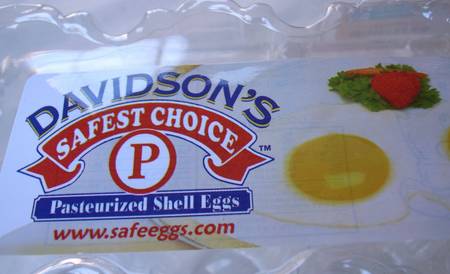 DAVIDSON'S
SAFEST CHOICE
™
P
Pasteurized Shell Eggs
www.safeeggs.com